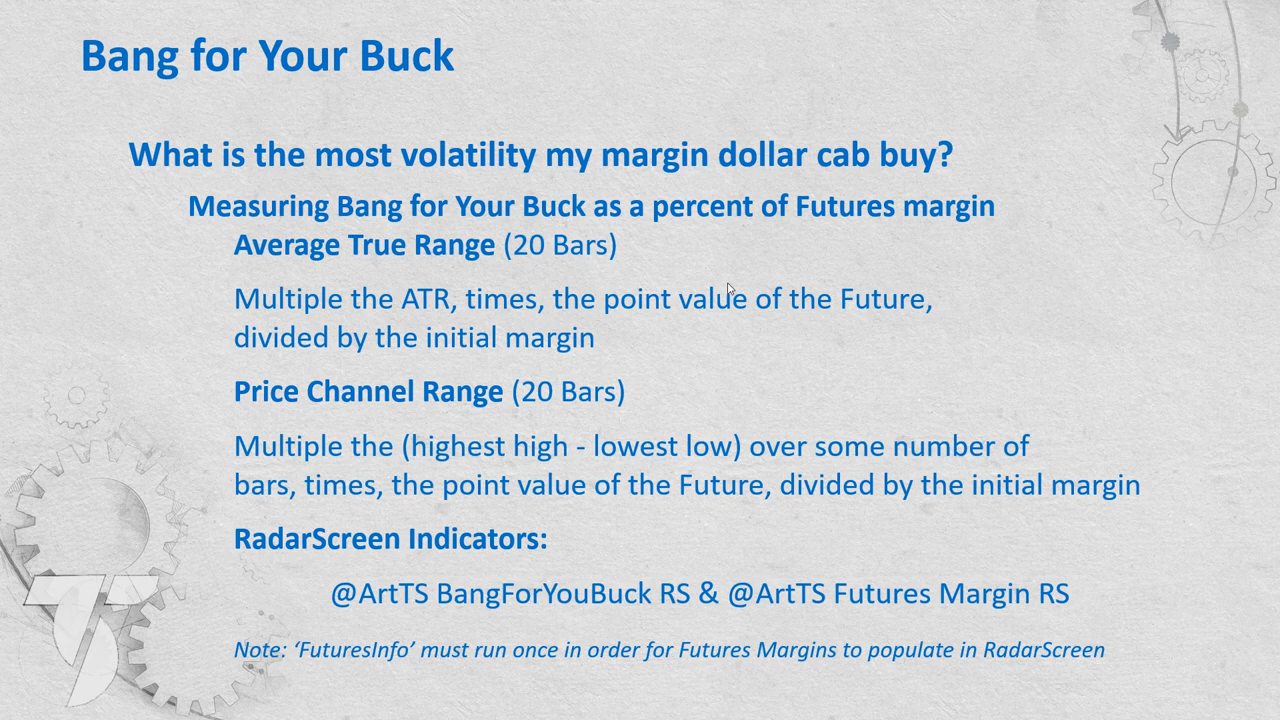 Bang for Your Buck
What is the most volatility my margin dollar cab buy?
Measuring Bang for Your Buck as a percent of Futures margin
Average True Range (20 Bars)
Multiple the ATR, times, the point value of the Future,
divided by the initial margin
Price Channel Range (20 Bars)
Multiple the (highest high - lowest low) over some number of
bars, times, the point value of the Future, divided by the initial margin
RadarScreen Indicators:
@ArtTS BangForYouBuck RS & @ArtTS Futures Margin RS
Note: ‘FuturesInfo’ must run once in order for Futures Margins to populate in RadarScreen